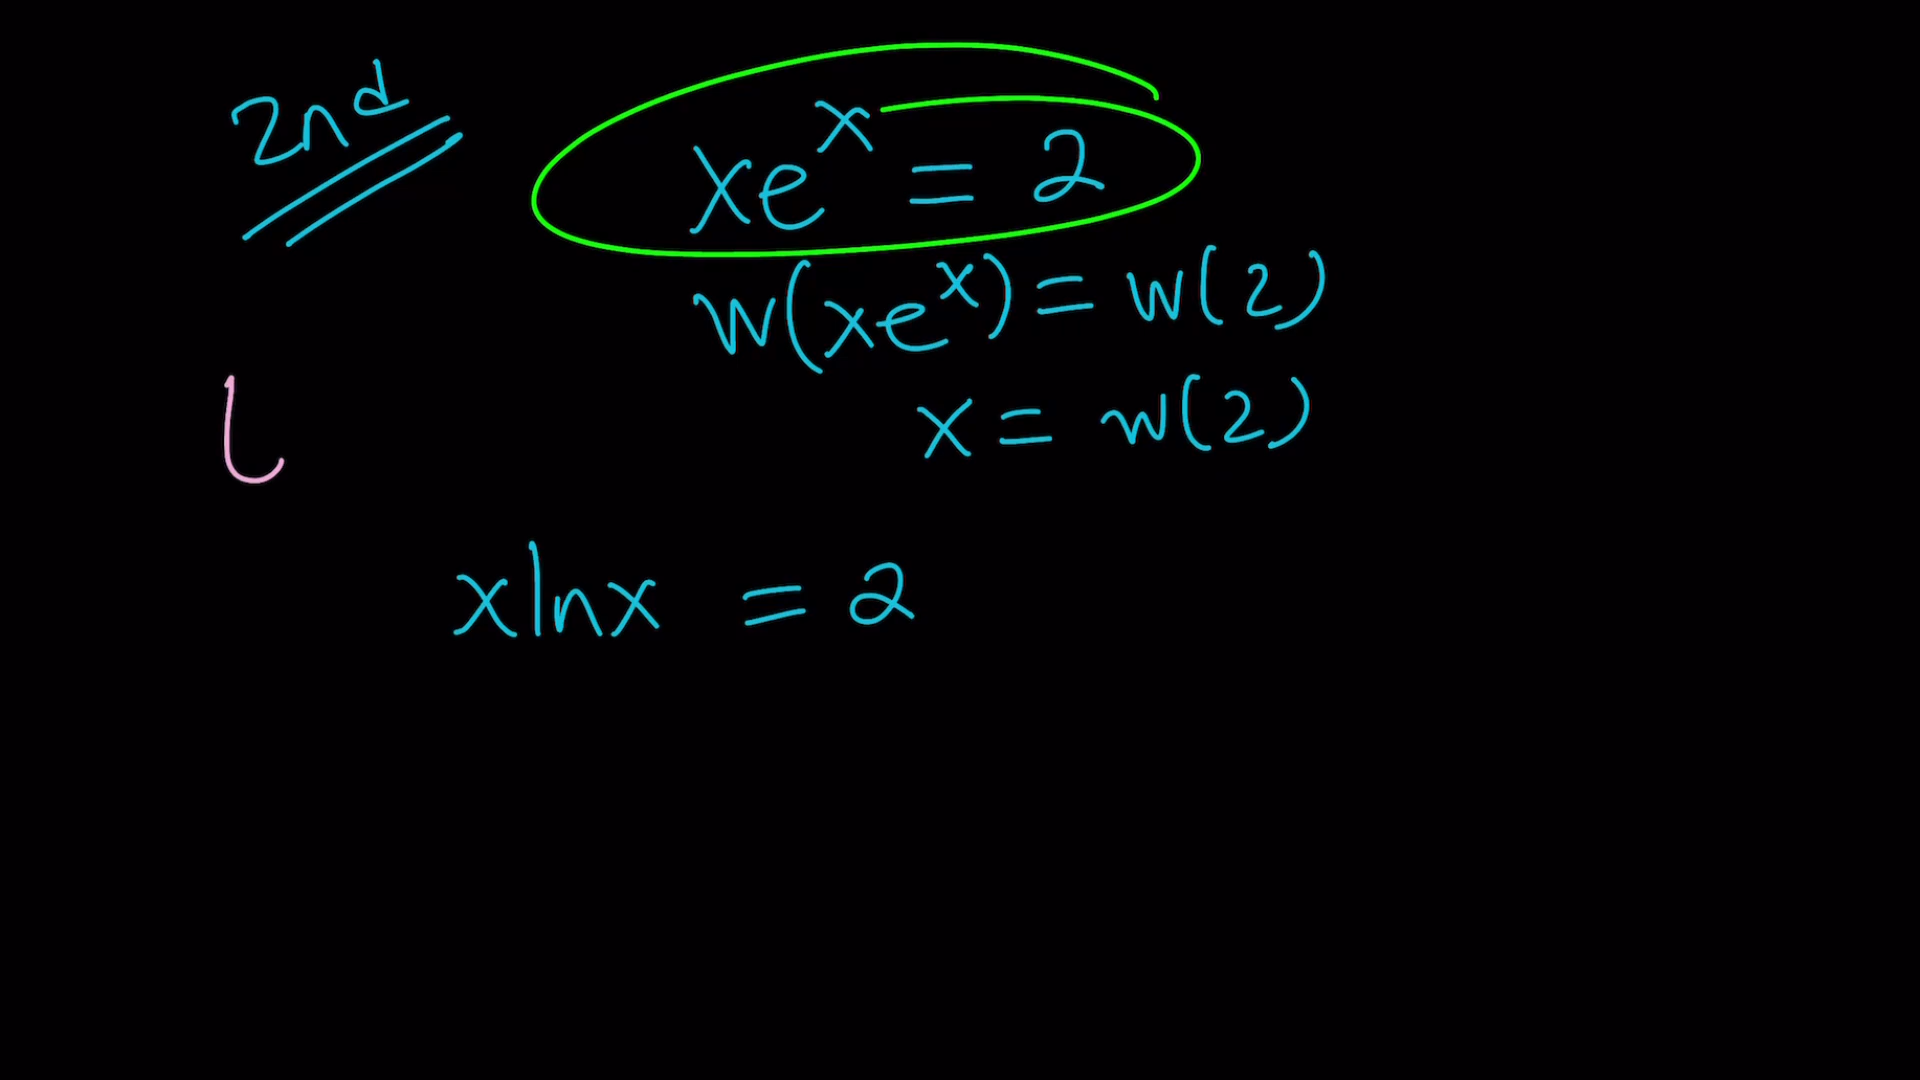 2nd
xe^x = 2
W(xe^x) = W(2)
x = W(2)
l
x ln x = 2